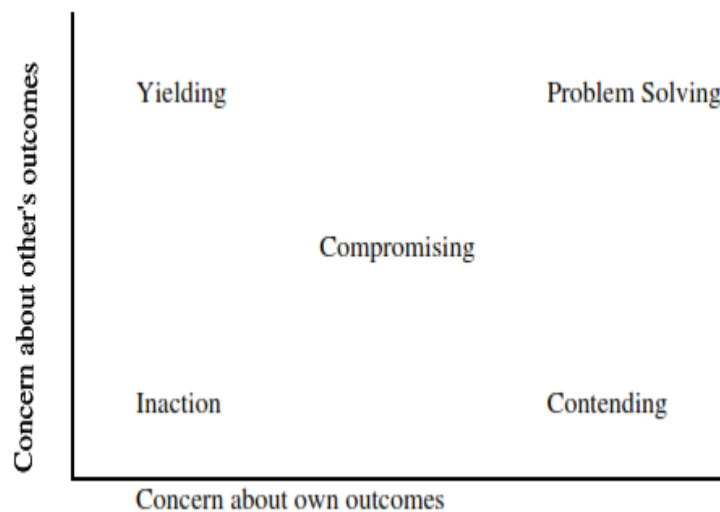 Concern about other's outcomes
Yielding
Problem Solving
Compromising
Inaction
Contending
Concern about own outcomes